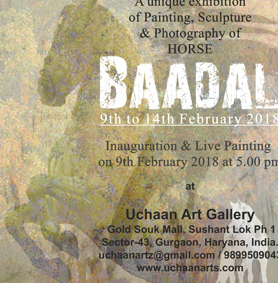 A unique exhibition
of Painting, Sculpture
& Photography of
HORSE
BAADAL
9th to 14th February 2018
Inauguration & Live Painting
on 9th February 2018 at 5.00 pm
at
Uchaan Art Gallery
Gold Souk Mall, Sushant Lok Ph 1
Sector-43, Gurgaon, Haryana, India.
uchaanartz@gmail.com / 9899509043
www.uchaanarts.com